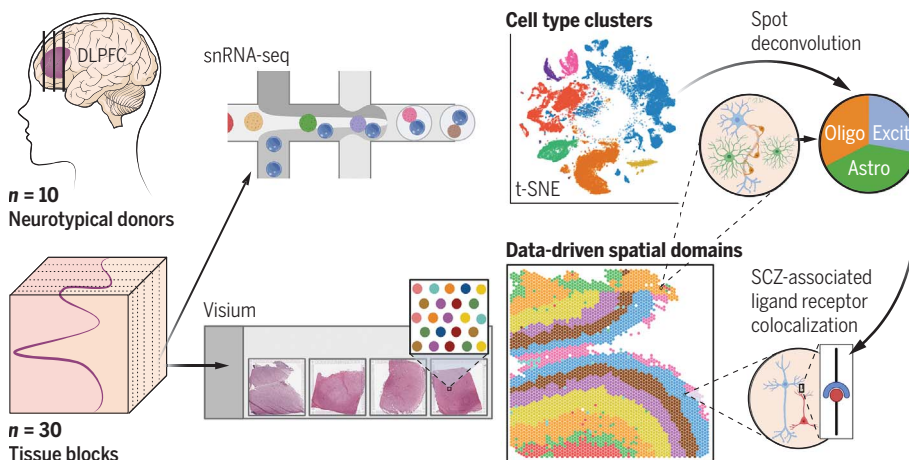 DLPFC
n = 10
Neurotypical donors
snRNA-seq
n = 30
Tissue blocks
Visium
Cell type clusters
t-SNE
Spot
deconvolution
Oligo
Excit
Astro
Data-driven spatial domains
SCZ-associated
ligand receptor
colocalization